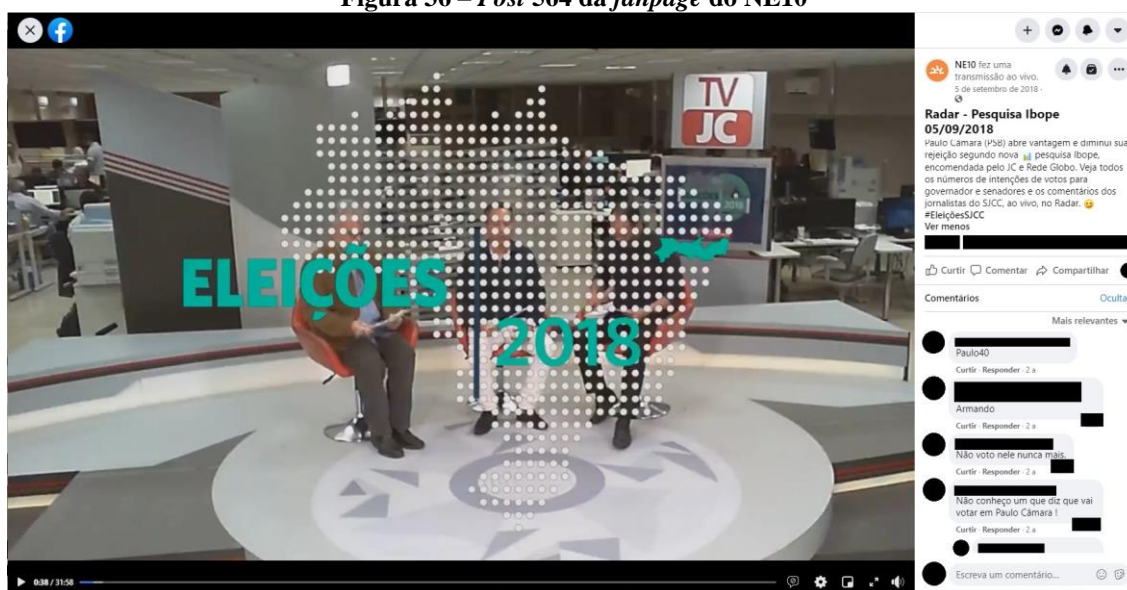 Figura 56 – Post 364 da fanpage do NE10
TV
JC
2018
ELEIÇÕES
2018
0:38 / 31:58
NE10 fez uma
transmissão ao vivo.
5 de setembro de 2018 ·
Radar - Pesquisa Ibope
05/09/2018
Paulo Câmara (PSB) abre vantagem e diminui sua
rejeição segundo nova 📊 pesquisa Ibope,
encomendada pelo JC e Rede Globo. Veja todos
os números de intenções de votos para
governador e senadores e os comentários dos
jornalistas do SJCC, ao vivo, no Radar. 😉
#EleiçõesSJCC
Ver menos
Curtir Comentar Compartilhar
Comentários Oculta
Mais relevantes
Paulo40
Curtir · Responder · 2 a
Armando
Curtir · Responder · 2 a
Não voto nele nunca mais.
Curtir · Responder · 2 a
Não conheço um que diz que vai
votar em Paulo Câmara !
Curtir · Responder · 2 a
Escreva um comentário...